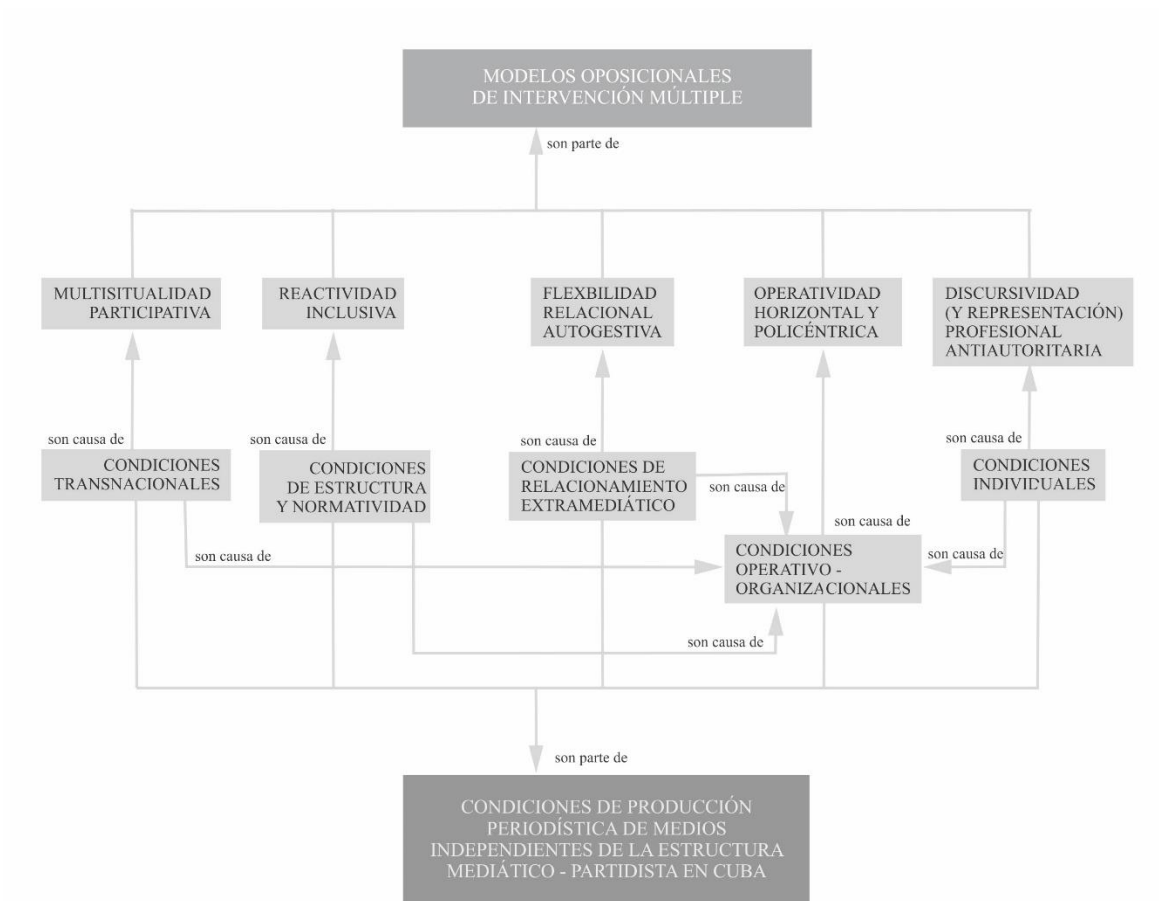 MODELOS OPOSICIONALES
DE INTERVENCIÓN MÚLTIPLE
son parte de
MULTISITUALIDAD
PARTICIPATIVA
REACTIVIDAD
INCLUSIVA
FLEXBILIDAD
RELACIONAL
AUTOGESTIVA
OPERATIVIDAD
HORIZONTAL Y
POLICÉNTRICA
DISCURSIVIDAD
(Y REPRESENTACIÓN)
PROFESIONAL
ANTIAUTORITARIA
son causa de
CONDICIONES
TRANSNACIONALES
son causa de
CONDICIONES
DE ESTRUCTURA
Y NORMATIVIDAD
son causa de
CONDICIONES DE
RELACIONAMIENTO
EXTRAMEDIÁTICO
son causa de
son causa de
CONDICIONES
INDIVIDUALES
son causa de
son causa de
CONDICIONES
OPERATIVO -
ORGANIZACIONALES
son causa de
son causa de
son parte de
CONDICIONES DE PRODUCCIÓN
PERIODÍSTICA DE MEDIOS
INDEPENDIENTES DE LA ESTRUCTURA
MEDIÁTICO - PARTIDISTA EN CUBA